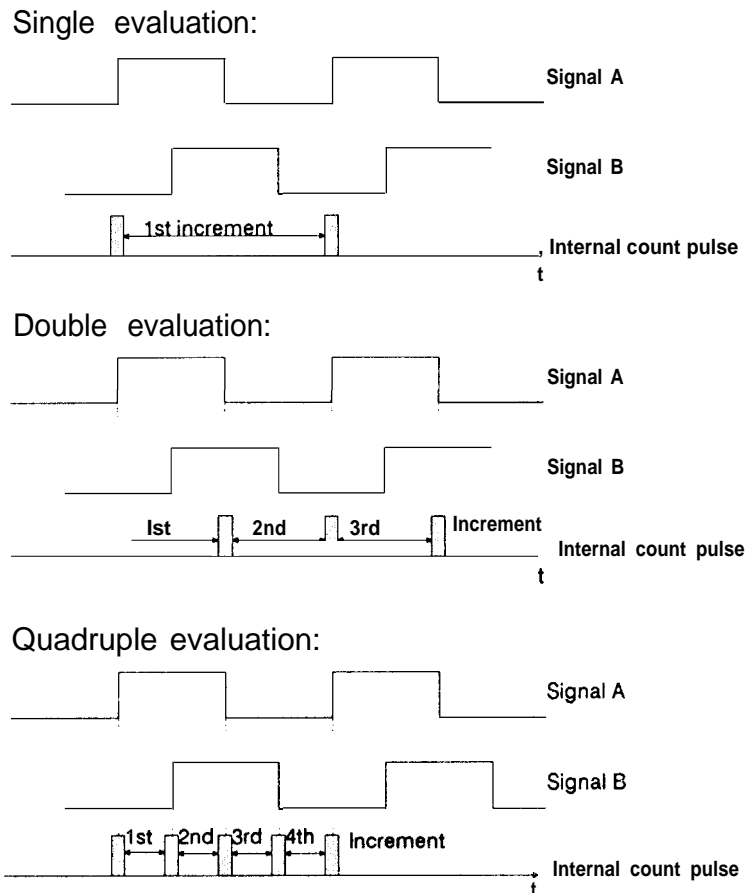 Single evaluation:
Signal A
Signal B
1st increment
, Internal count pulse
t
Double evaluation:
Signal A
Signal B
Ist 2nd 3rd Increment
Internal count pulse
t
Quadruple evaluation:
Signal A
Signal B
1st 2nd 3rd 4th Increment
Internal count pulse
t